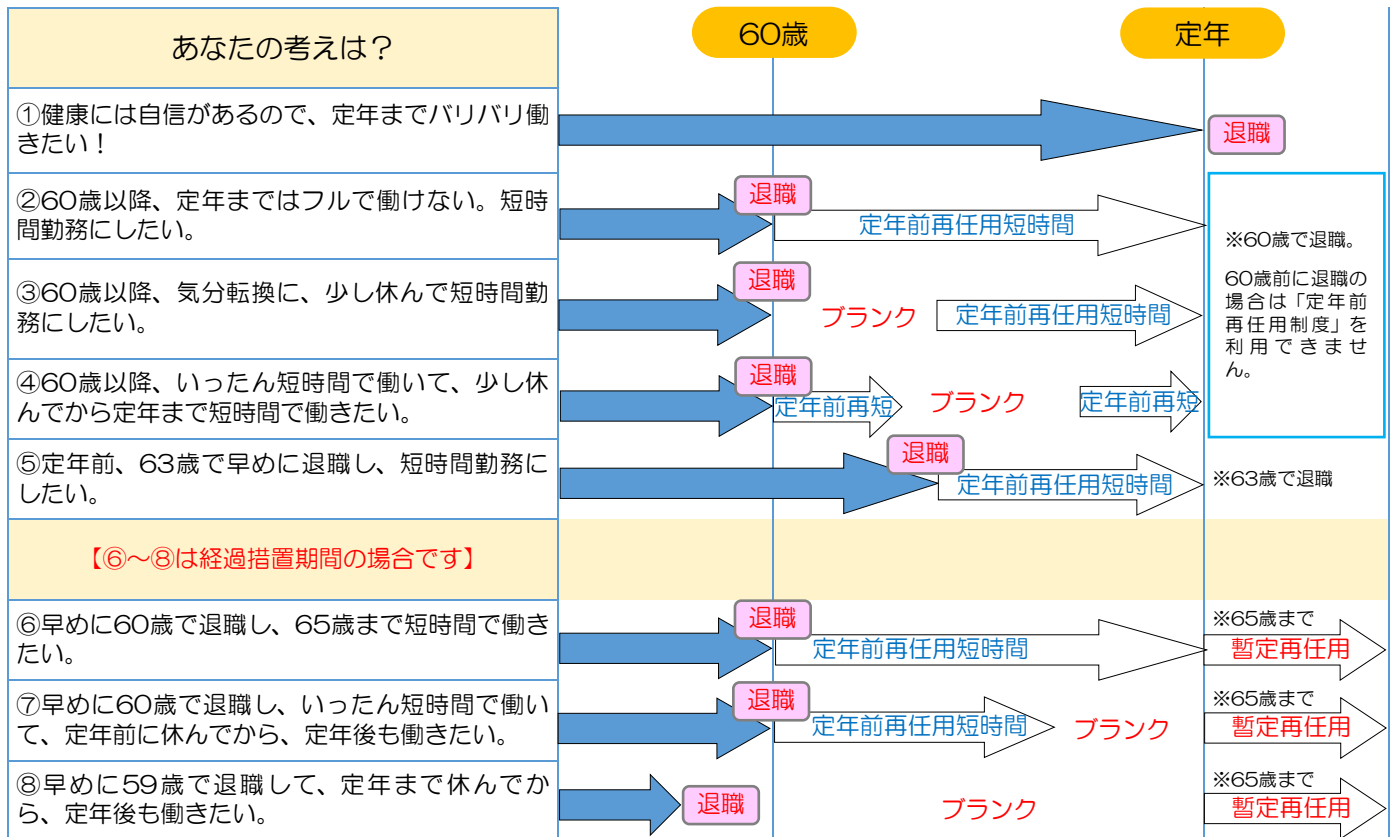 あなたの考えは？
60歳
定年
①健康には自信があるので、定年までバリバリ働
きたい！
退職
②60歳以降、定年まではフルで働けない。短時
間勤務にしたい。
退職
定年前再任用短時間
※60歳で退職。
60歳前に退職の
場合は「定年前
再任用制度」を
利用できませ
ん。
③60歳以降、気分転換に、少し休んで短時間勤
務にしたい。
退職
ブランク
定年前再任用短時間
④60歳以降、いったん短時間で働いて、少し休
んでから定年まで短時間で働きたい。
退職
定年前再短
ブランク
定年前再短
⑤定年前、63歳で早めに退職し、短時間勤務に
したい。
退職
定年前再任用短時間
※63歳で退職
【⑥～⑧は経過措置期間の場合です】
⑥早めに60歳で退職し、65歳まで短時間で働き
たい。
退職
定年前再任用短時間
※65歳まで
暫定再任用
⑦早めに60歳で退職し、いったん短時間で働い
て、定年前に休んでから、定年後も働きたい。
退職
定年前再任用短時間
ブランク
※65歳まで
暫定再任用
⑧早めに59歳で退職して、定年まで休んでか
ら、定年後も働きたい。
退職
ブランク
※65歳まで
暫定再任用